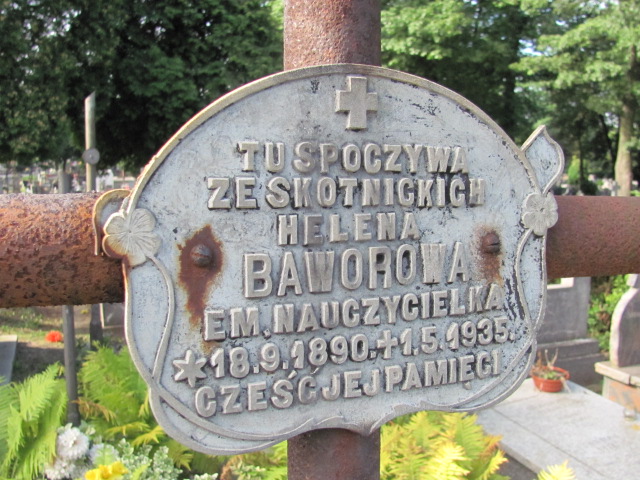 TU SPOCZYWA
ZE SKOTNICKICH
HELENA
BAWOROWA
EM. NAUCZYCIELKA
*18.9.1890.+1.5.1935.
CZEŚĆ JEJ PAMIĘCI.